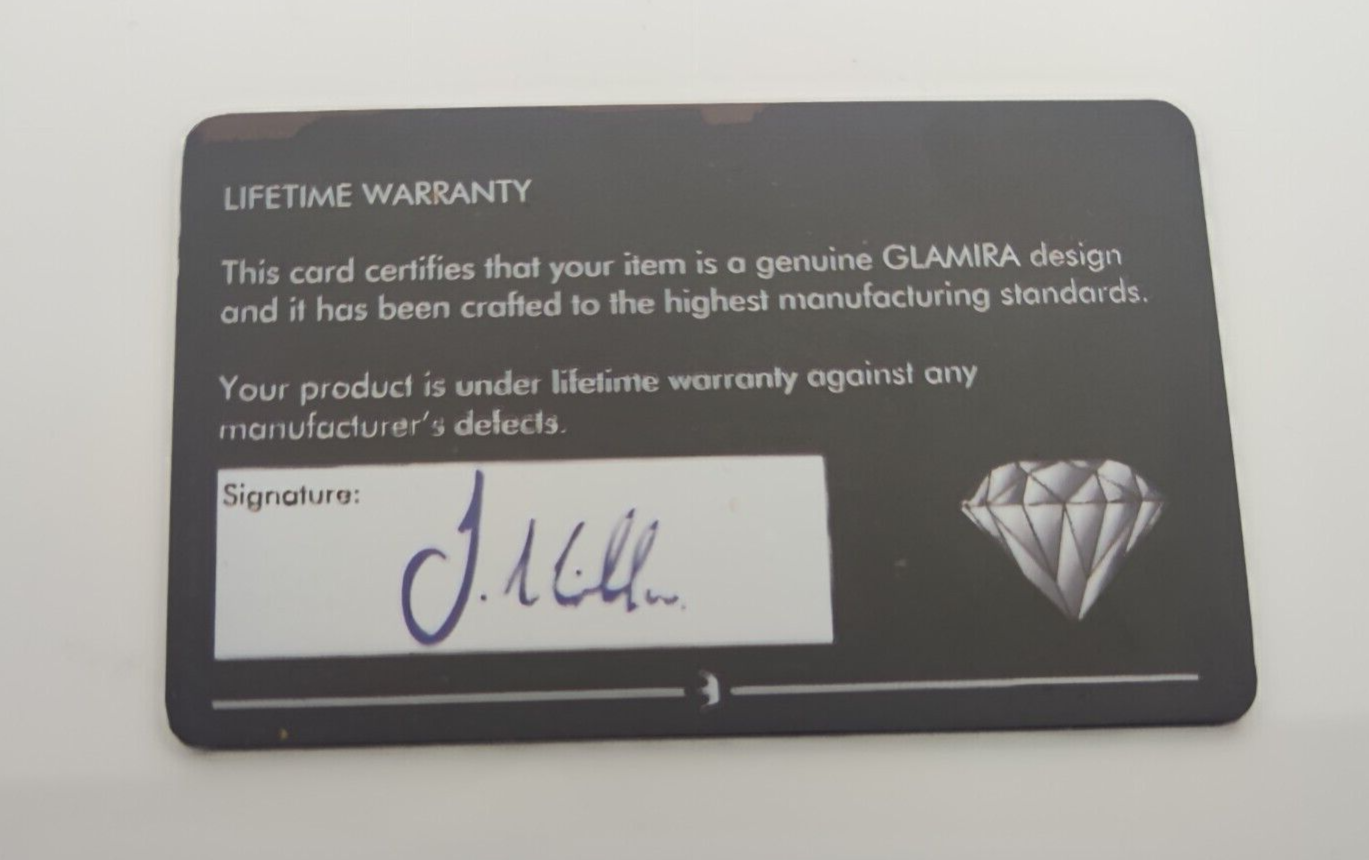 LIFETIME WARRANTY
This card certifies that your item is a genuine GLAMIRA design
and it has been crafted to the highest manufacturing standards.
Your product is under lifetime warranty against any
manufacturer's defects.
Signature:
J.